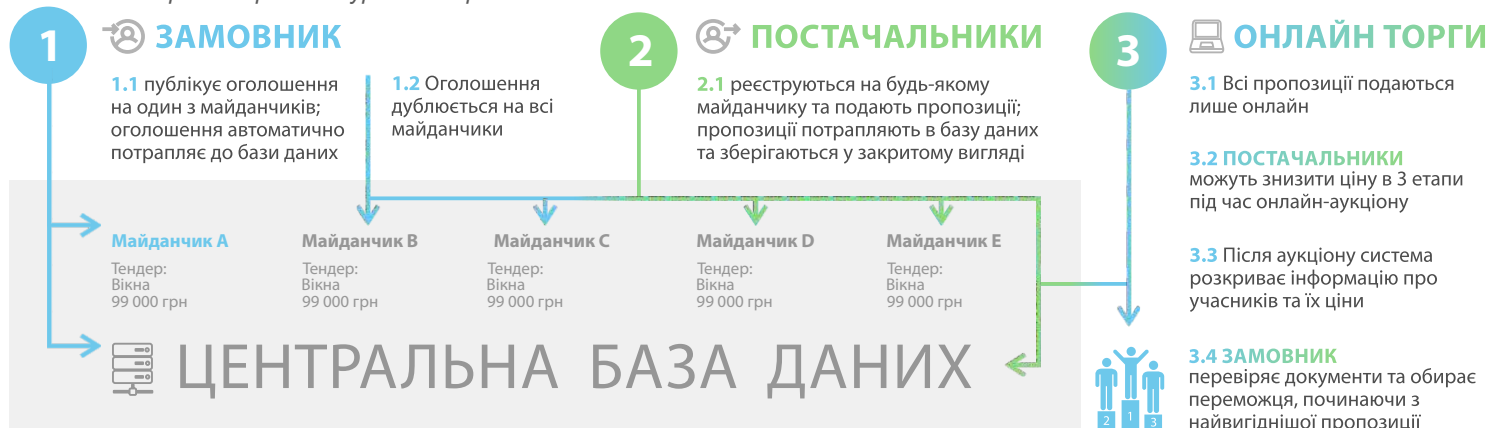 1
ЗАМОВНИК
1.1 публікує оголошення
на один з майданчиків;
оголошення автоматично
потрапляє до бази даних
1.2 Оголошення
дублюється на всі
майданчики
2
ПОСТАЧАЛЬНИКИ
2.1 реєструються на будь-якому
майданчику та подають пропозиції;
пропозиції потрапляють в базу даних
та зберігаються у закритому вигляді
3
ОНЛАЙН ТОРГИ
3.1 Всі пропозиції подаються
лише онлайн
3.2 ПОСТАЧАЛЬНИКИ
можуть знизити ціну в 3 етапи
під час онлайн-аукціону
3.3 Після аукціону система
розкриває інформацію про
учасників та їх ціни
3.4 ЗАМОВНИК
перевіряє документи та обирає
переможця, починаючи з
найвигіднішої пропозиції
Майданчик A
Тендер:
Вікна
99 000 грн
Майданчик B
Тендер:
Вікна
99 000 грн
Майданчик C
Тендер:
Вікна
99 000 грн
Майданчик D
Тендер:
Вікна
99 000 грн
Майданчик E
Тендер:
Вікна
99 000 грн
ЦЕНТРАЛЬНА БАЗА ДАНИХ
2 1 3